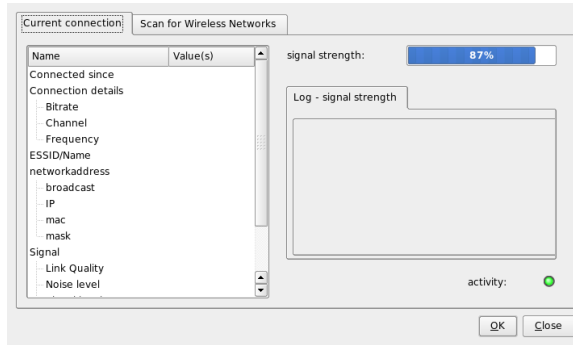 Current connection
Scan for Wireless Networks
Name
Value(s)
Connected since
Connection details
Bitrate
Channel
Frequency
ESSID/Name
networkaddress
broadcast
IP
mac
mask
Signal
Link Quality
Noise level
signal strength:
87%
Log - signal strength
activity:
OK
Close